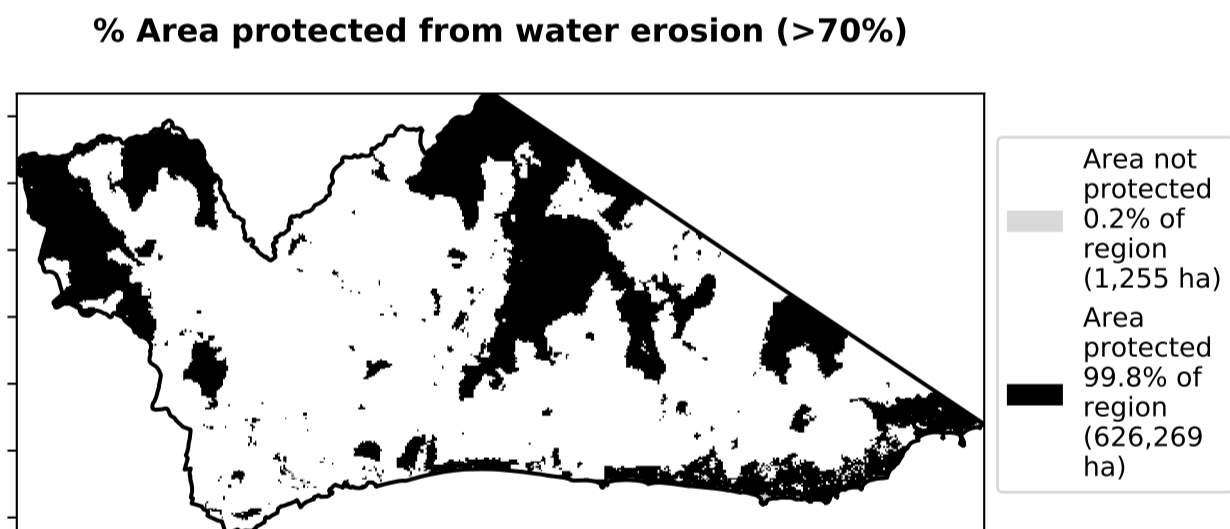 % Area protected from water erosion (>70%)
Area not
protected
0.2% of
region
(1,255 ha)
Area
protected
99.8% of
region
(626,269
ha)